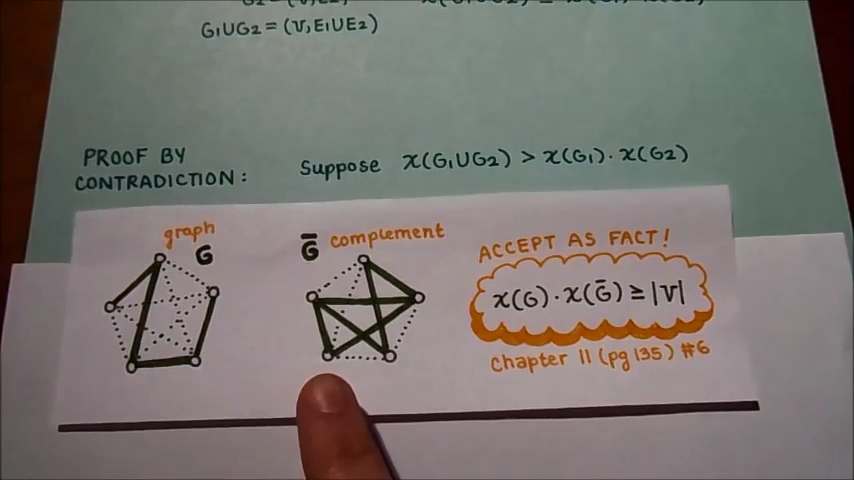 G1UG2 = (V, E1UE2)
PROOF BY
CONTRADICTION:
Suppose χ(G1UG2) > χ(G1) · χ(G2)
graph
G
G̅ complement
ACCEPT AS FACT!
χ(G) · χ(G̅) ≥ |V|
Chapter 11 (pg 135) #6